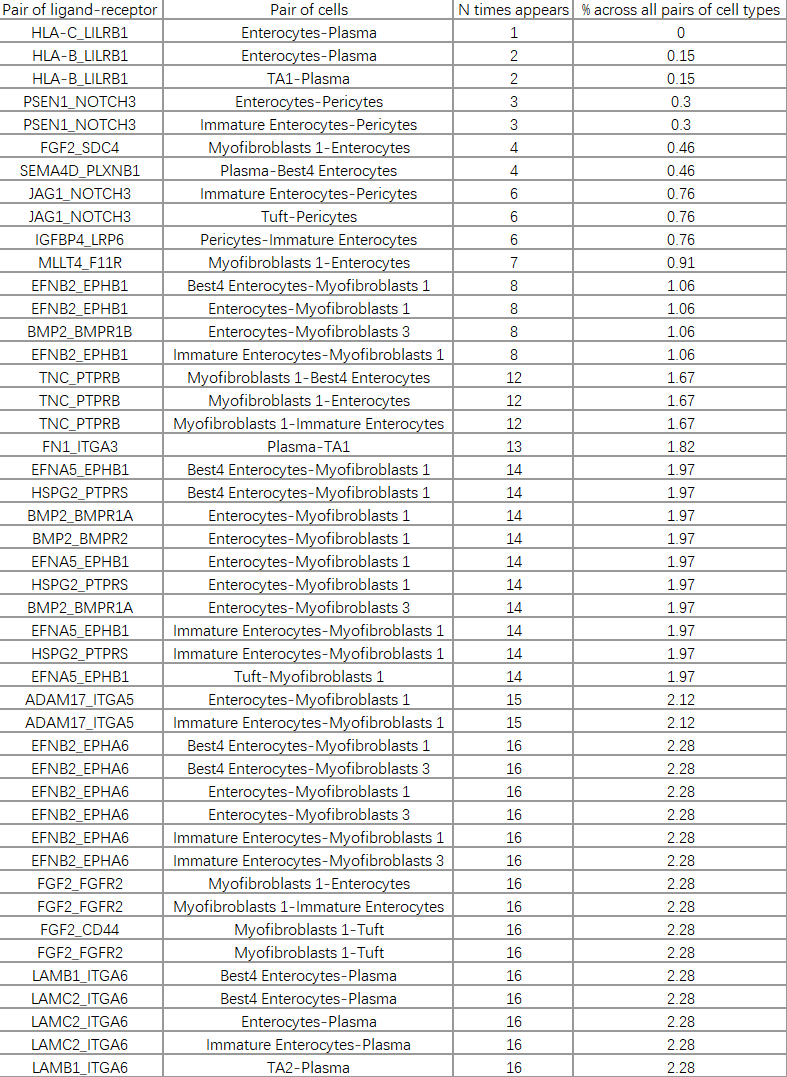 Pair of ligand-receptor Pair of cells N times appears % across all pairs of cell types
HLA-C_LILRB1 Enterocytes-Plasma 1 0
HLA-B_LILRB1 Enterocytes-Plasma 2 0.15
HLA-B_LILRB1 TA1-Plasma 2 0.15
PSEN1_NOTCH3 Enterocytes-Pericytes 3 0.3
PSEN1_NOTCH3 Immature Enterocytes-Pericytes 3 0.3
FGF2_SDC4 Myofibroblasts 1-Enterocytes 4 0.46
SEMA4D_PLXNB1 Plasma-Best4 Enterocytes 4 0.46
JAG1_NOTCH3 Immature Enterocytes-Pericytes 6 0.76
JAG1_NOTCH3 Tuft-Pericytes 6 0.76
IGFBP4_LRP6 Pericytes-Immature Enterocytes 6 0.76
MLLT4_F11R Myofibroblasts 1-Enterocytes 7 0.91
EFNB2_EPHB1 Best4 Enterocytes-Myofibroblasts 1 8 1.06
EFNB2_EPHB1 Enterocytes-Myofibroblasts 1 8 1.06
BMP2_BMPR1B Enterocytes-Myofibroblasts 3 8 1.06
EFNB2_EPHB1 Immature Enterocytes-Myofibroblasts 1 8 1.06
TNC_PTPRB Myofibroblasts 1-Best4 Enterocytes 12 1.67
TNC_PTPRB Myofibroblasts 1-Enterocytes 12 1.67
TNC_PTPRB Myofibroblasts 1-Immature Enterocytes 12 1.67
FN1_ITGA3 Plasma-TA1 13 1.82
EFNA5_EPHB1 Best4 Enterocytes-Myofibroblasts 1 14 1.97
HSPG2_PTPRS Best4 Enterocytes-Myofibroblasts 1 14 1.97
BMP2_BMPR1A Enterocytes-Myofibroblasts 1 14 1.97
BMP2_BMPR2 Enterocytes-Myofibroblasts 1 14 1.97
EFNA5_EPHB1 Enterocytes-Myofibroblasts 1 14 1.97
HSPG2_PTPRS Enterocytes-Myofibroblasts 1 14 1.97
BMP2_BMPR1A Enterocytes-Myofibroblasts 3 14 1.97
EFNA5_EPHB1 Immature Enterocytes-Myofibroblasts 1 14 1.97
HSPG2_PTPRS Immature Enterocytes-Myofibroblasts 1 14 1.97
EFNA5_EPHB1 Tuft-Myofibroblasts 1 14 1.97
ADAM17_ITGA5 Enterocytes-Myofibroblasts 1 15 2.12
ADAM17_ITGA5 Immature Enterocytes-Myofibroblasts 1 15 2.12
EFNB2_EPHA6 Best4 Enterocytes-Myofibroblasts 1 16 2.28
EFNB2_EPHA6 Best4 Enterocytes-Myofibroblasts 3 16 2.28
EFNB2_EPHA6 Enterocytes-Myofibroblasts 1 16 2.28
EFNB2_EPHA6 Enterocytes-Myofibroblasts 3 16 2.28
EFNB2_EPHA6 Immature Enterocytes-Myofibroblasts 1 16 2.28
EFNB2_EPHA6 Immature Enterocytes-Myofibroblasts 3 16 2.28
FGF2_FGFR2 Myofibroblasts 1-Enterocytes 16 2.28
FGF2_FGFR2 Myofibroblasts 1-Immature Enterocytes 16 2.28
FGF2_CD44 Myofibroblasts 1-Tuft 16 2.28
FGF2_FGFR2 Myofibroblasts 1-Tuft 16 2.28
LAMB1_ITGA6 Best4 Enterocytes-Plasma 16 2.28
LAMC2_ITGA6 Best4 Enterocytes-Plasma 16 2.28
LAMC2_ITGA6 Enterocytes-Plasma 16 2.28
LAMC2_ITGA6 Immature Enterocytes-Plasma 16 2.28
LAMB1_ITGA6 TA2-Plasma 16 2.28